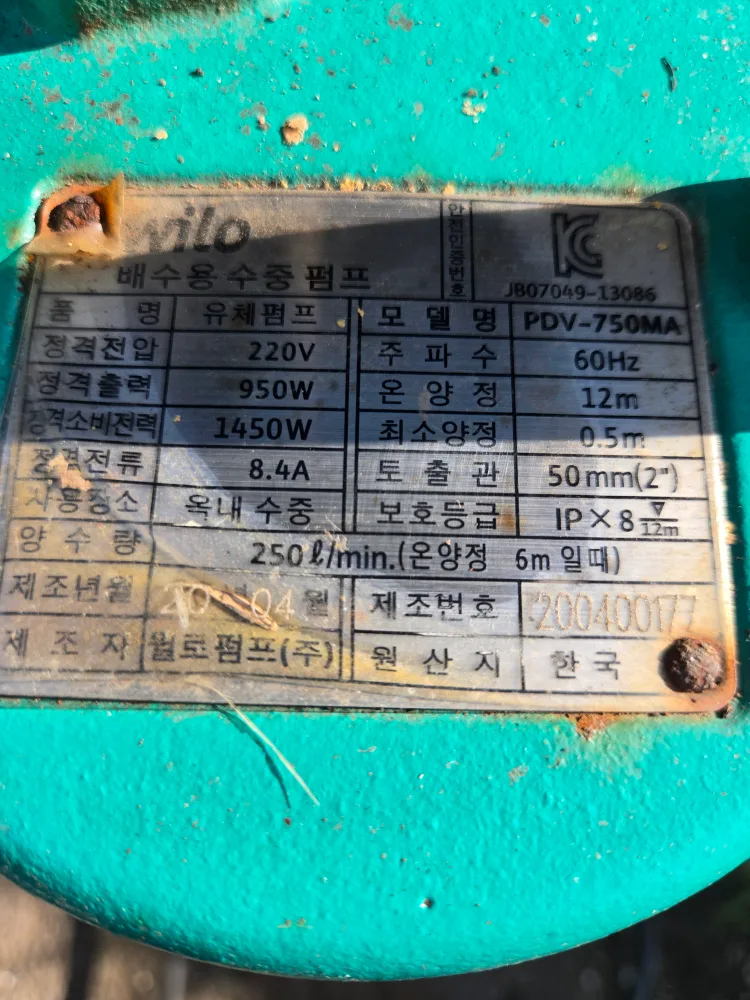 wilo
안전인증번호
배수용 수중 펌프
JB07049-13086
품 명 유체펌프 모 델 명 PDV-750MA
정격전압 220V 주 파 수 60Hz
정격출력 950W 온 양 정 12m
정격소비전력 1450W 최소양정 0.5m
정격전류 8.4A 토 출 관 50mm(2")
사용장소 옥내 수중 보호등급 IP×8 ▽12m
양 수 량 250ℓ/min.(온양정 6m일때)
제조년월 20 04월 제조번호 200400177
제 조 자 윌로펌프(주) 원 산 지 한 국